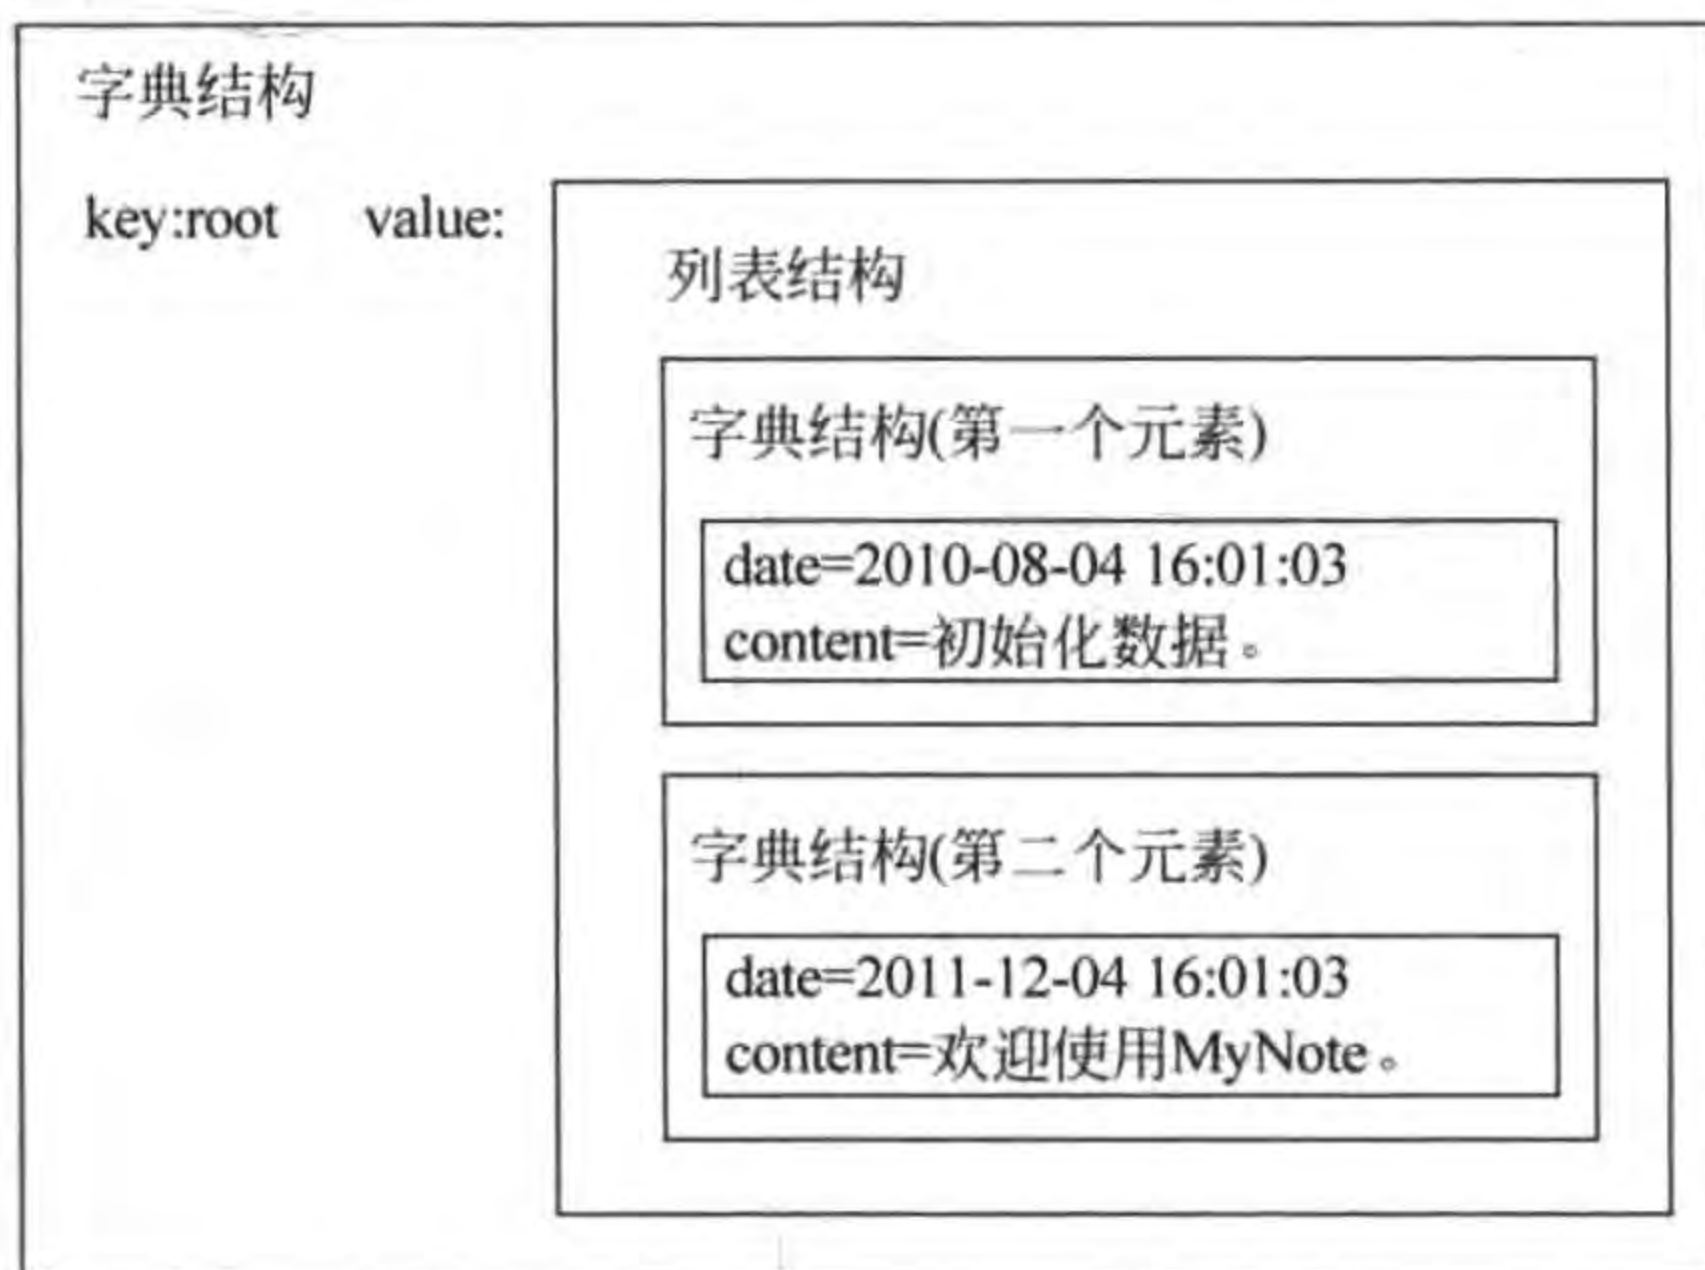 字典结构
key:root value:
列表结构
字典结构(第一个元素)
date=2010-08-04 16:01:03
content=初始化数据。
字典结构(第二个元素)
date=2011-12-04 16:01:03
content=欢迎使用MyNote。